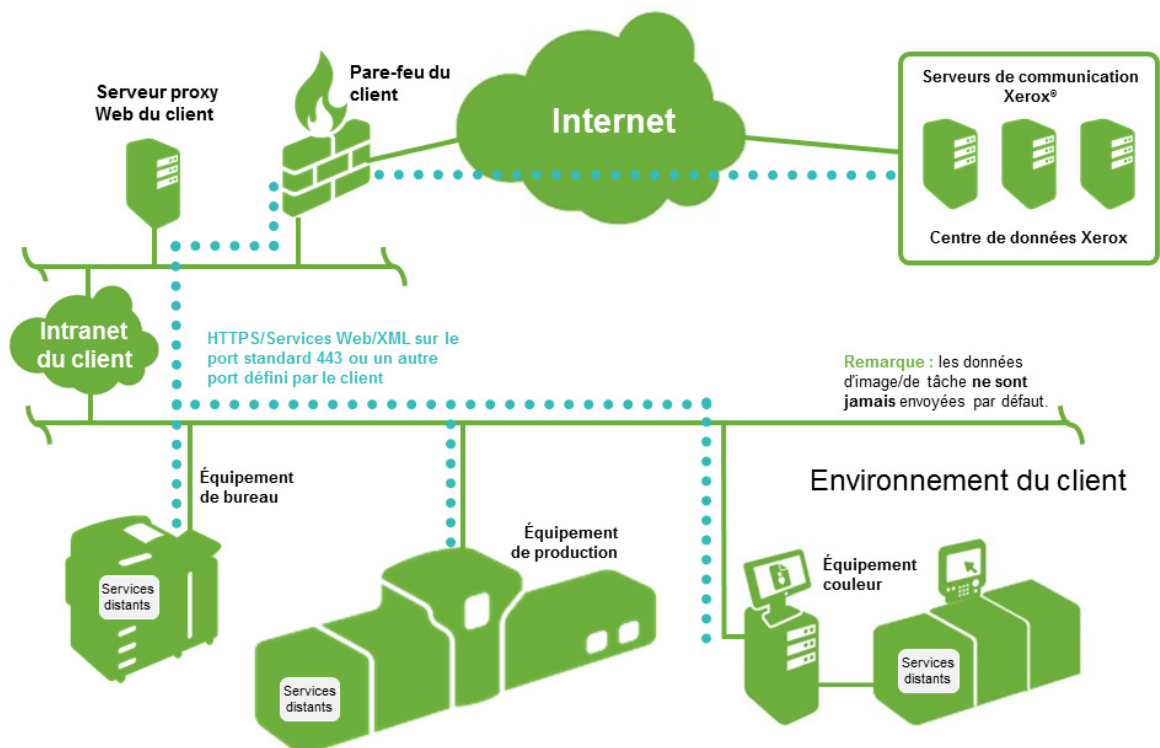 Serveur proxy
Web du client
Pare-feu du
client
Internet
Serveurs de communication
Xerox®
Centre de données Xerox
Intranet
du client
HTTPS/Services Web/XML sur le
port standard 443 ou un autre
port défini par le client
Remarque : les données
d'image/de tâche ne sont
jamais envoyées par défaut.
Environnement du client
Équipement
de bureau
Équipement
de production
Équipement
couleur
Services
distants
Services
distants
Services
distants